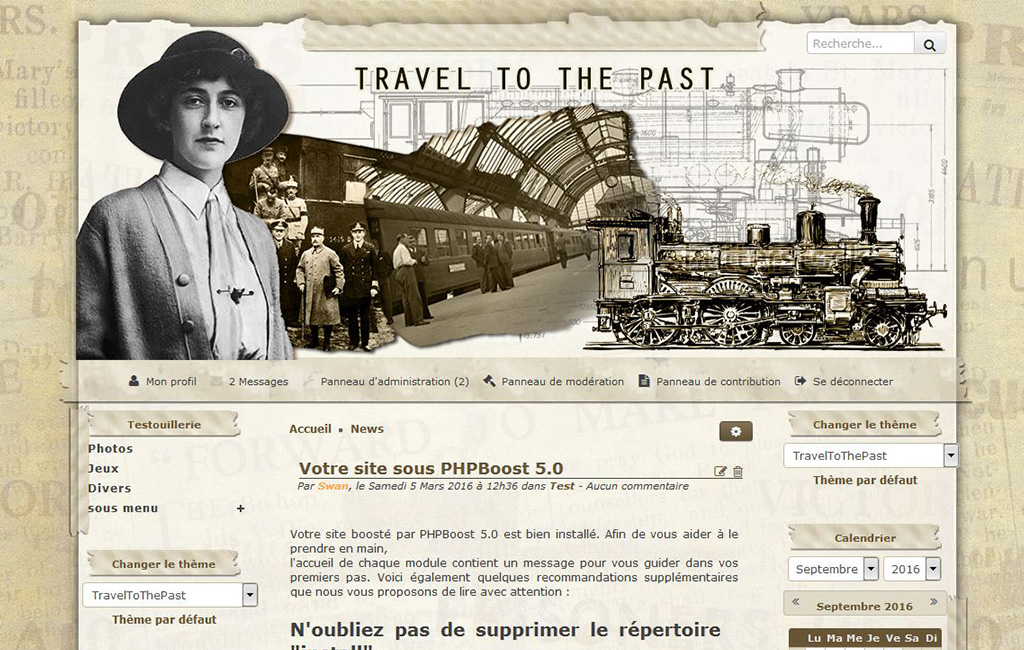 Recherche...
TRAVEL TO THE PAST
Mon profil
2 Messages
Panneau d'administration (2)
Panneau de modération
Panneau de contribution
Se déconnecter
Testouillerie
Photos
Jeux
Divers
sous menu +
Changer le thème
TravelToThePast
Thème par défaut
Accueil ▪ News
Votre site sous PHPBoost 5.0
Par Swan, le Samedi 5 Mars 2016 à 12h36 dans Test - Aucun commentaire
Votre site boosté par PHPBoost 5.0 est bien installé. Afin de vous aider à le
prendre en main,
l'accueil de chaque module contient un message pour vous guider dans vos
premiers pas. Voici également quelques recommandations supplémentaires
que nous vous proposons de lire avec attention :
N'oubliez pas de supprimer le répertoire
"install"
Changer le thème
TravelToThePast
Thème par défaut
Calendrier
Septembre 2016
« Septembre 2016 »
Lu Ma Me Je Ve Sa Di